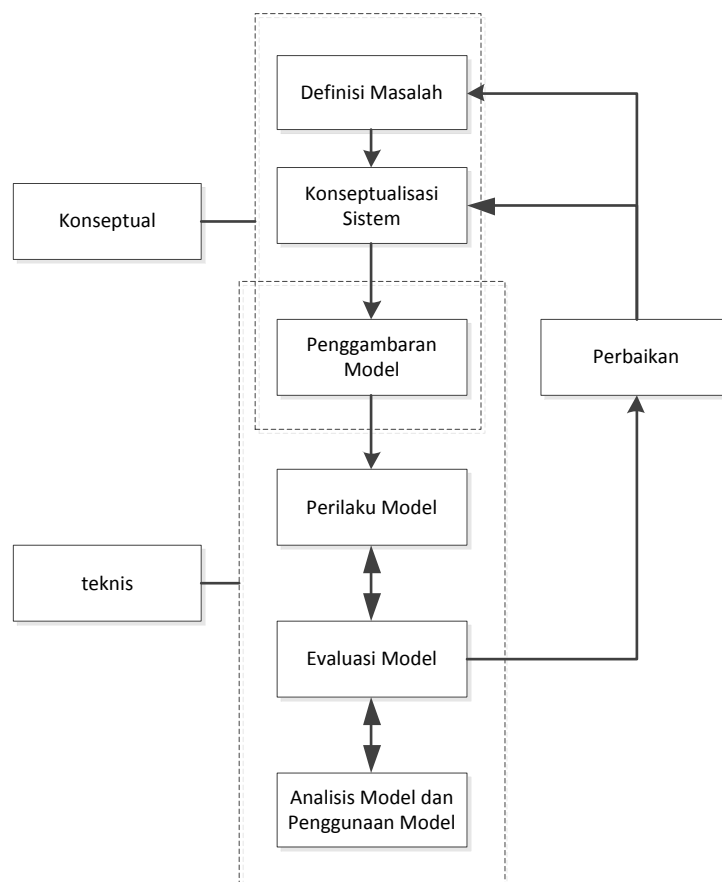 Definisi Masalah
Konseptual
Konseptualisasi
Sistem
Penggambaran
Model
Perbaikan
Perilaku Model
teknis
Evaluasi Model
Analisis Model dan
Penggunaan Model